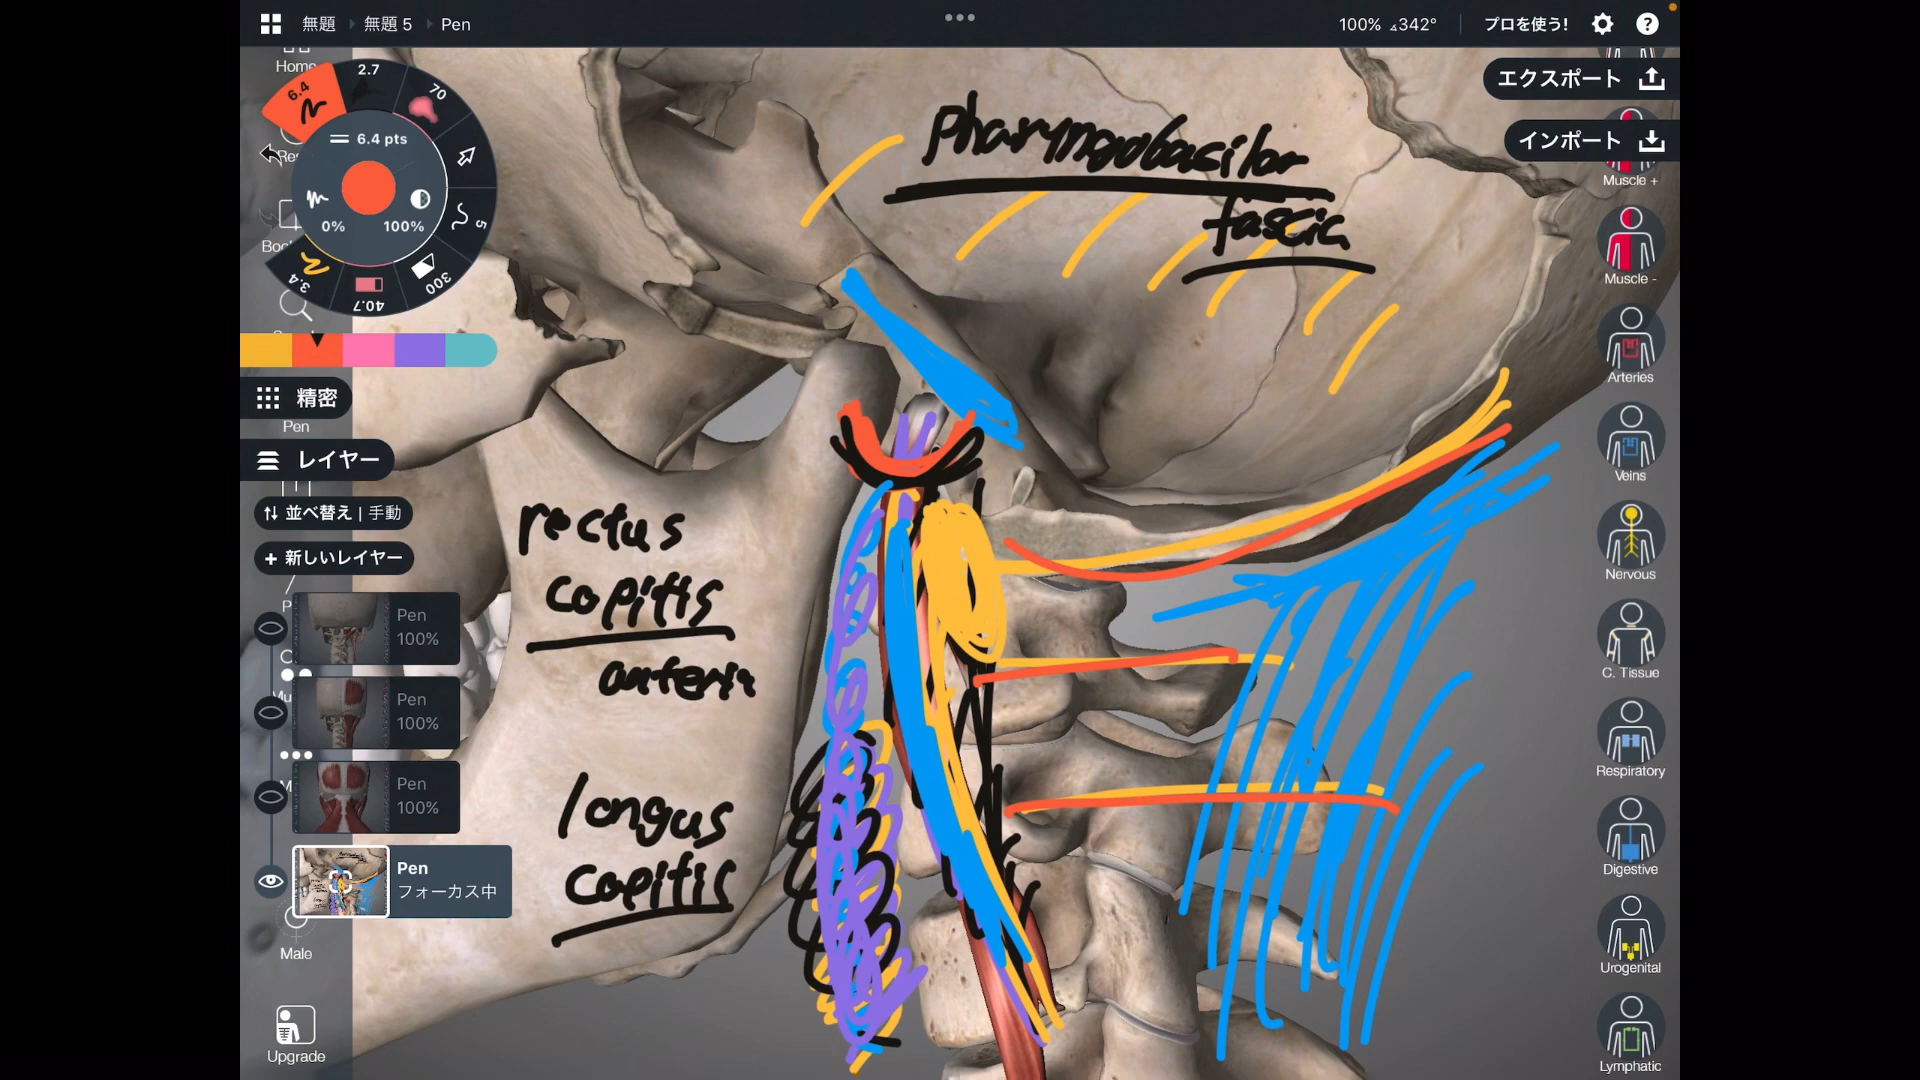 無題 無題 5 Pen
100% 342°
プロを使う!
Home
2.7
6.4
70
6.4 pts
0% 100%
5
3.4
40.7
300
エクスポート
インポート
Muscle +
Muscle -
Arteries
Veins
Nervous
C. Tissue
Respiratory
Digestive
Urogenital
Lymphatic
精密
Pen
レイヤー
並べ替え | 手動
+ 新しいレイヤー
Pen
100%
Pen
100%
Pen
100%
Pen
フォーカス中
Male
Upgrade
pharyngobasilar
fascia
rectus
capitis
anterir
longus
capitis